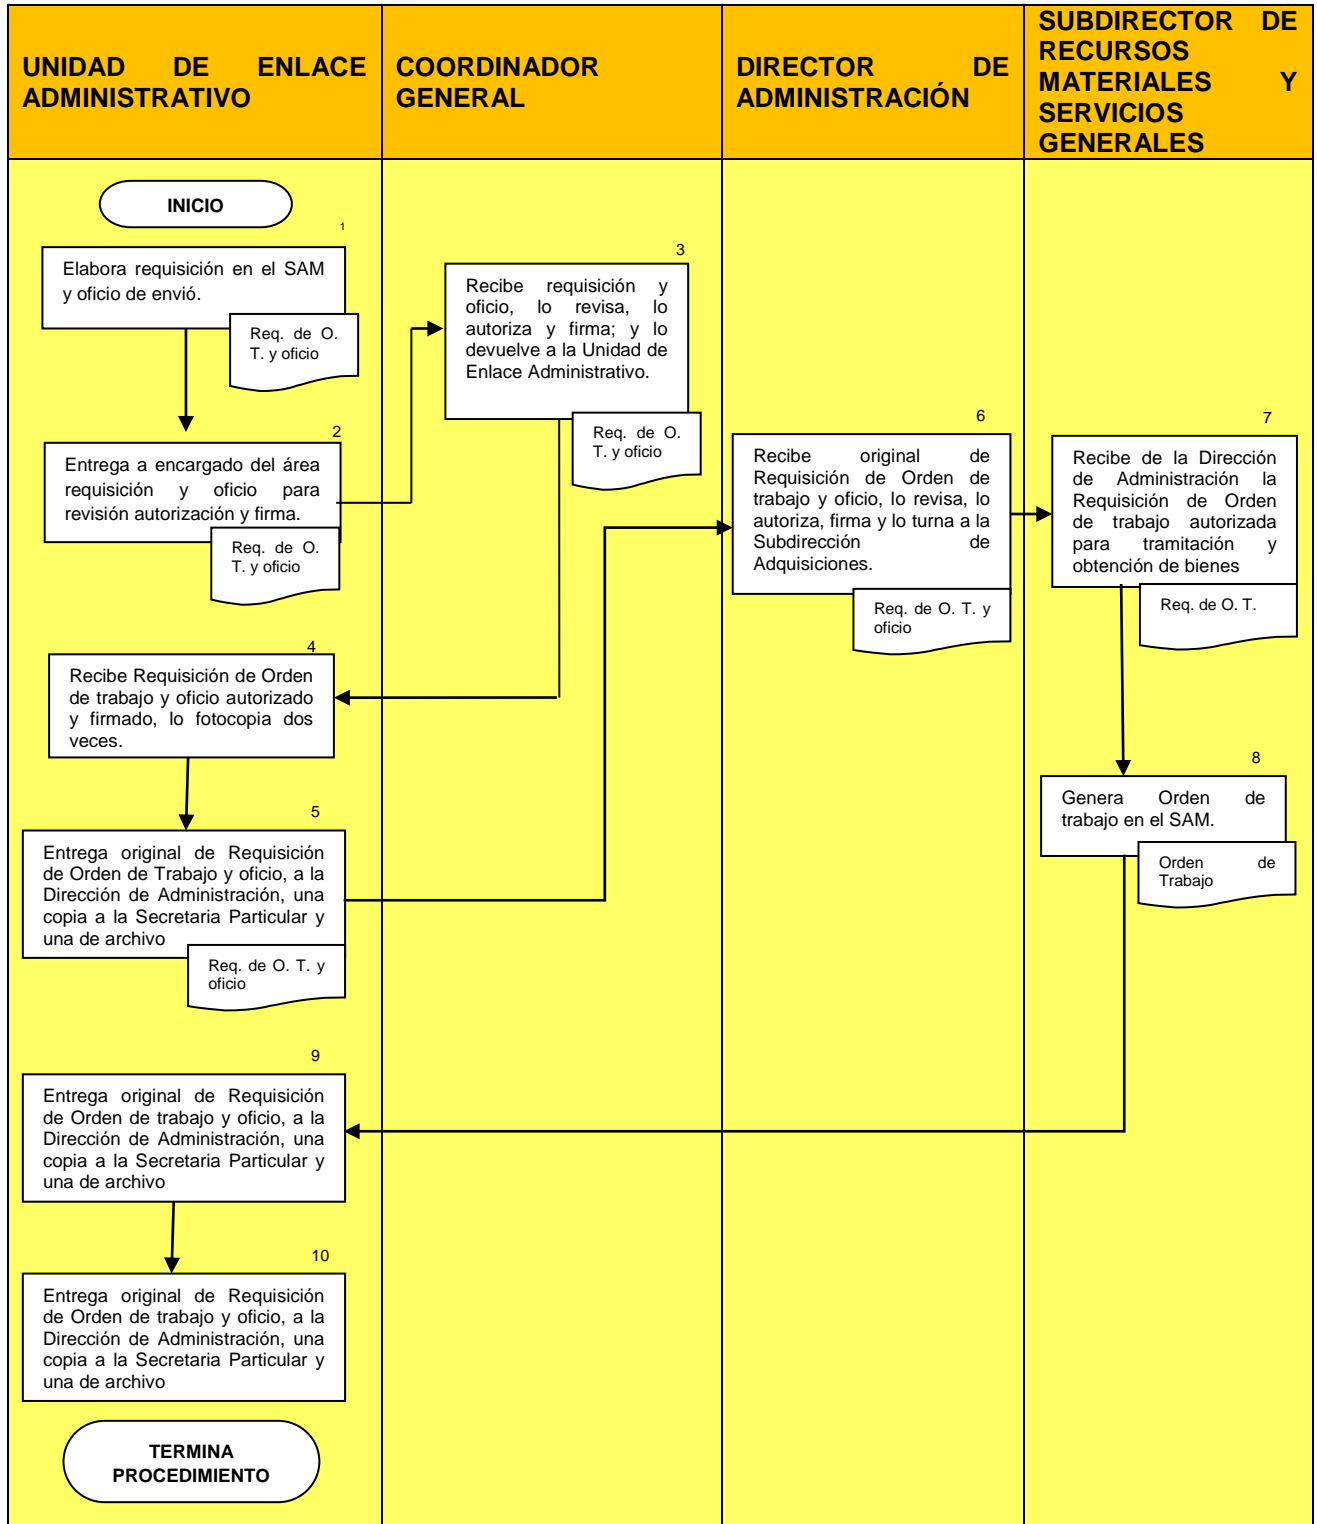 UNIDAD DE ENLACE
ADMINISTRATIVO
COORDINADOR
GENERAL
DIRECTOR DE
ADMINISTRACIÓN
SUBDIRECTOR DE
RECURSOS
MATERIALES Y
SERVICIOS
GENERALES
INICIO
1
Elabora requisición en el SAM
y oficio de envió.
Req. de O.
T. y oficio
2
Entrega a encargado del área
requisición y oficio para
revisión autorización y firma.
Req. de O.
T. y oficio
3
Recibe requisición y
oficio, lo revisa, lo
autoriza y firma; y lo
devuelve a la Unidad de
Enlace Administrativo.
Req. de O.
T. y oficio
4
Recibe Requisición de Orden
de trabajo y oficio autorizado
y firmado, lo fotocopia dos
veces.
5
Entrega original de Requisición
de Orden de Trabajo y oficio, a la
Dirección de Administración, una
copia a la Secretaria Particular y
una de archivo
Req. de O. T. y
oficio
6
Recibe original de
Requisición de Orden de
trabajo y oficio, lo revisa, lo
autoriza, firma y lo turna a la
Subdirección de
Adquisiciones.
Req. de O. T. y
oficio
7
Recibe de la Dirección
de Administración la
Requisición de Orden
de trabajo autorizada
para tramitación y
obtención de bienes
Req. de O. T.
8
Genera Orden de
trabajo en el SAM.
Orden de
Trabajo
9
Entrega original de Requisición
de Orden de trabajo y oficio, a la
Dirección de Administración, una
copia a la Secretaria Particular y
una de archivo
10
Entrega original de Requisición
de Orden de trabajo y oficio, a la
Dirección de Administración, una
copia a la Secretaria Particular y
una de archivo
TERMINA
PROCEDIMIENTO